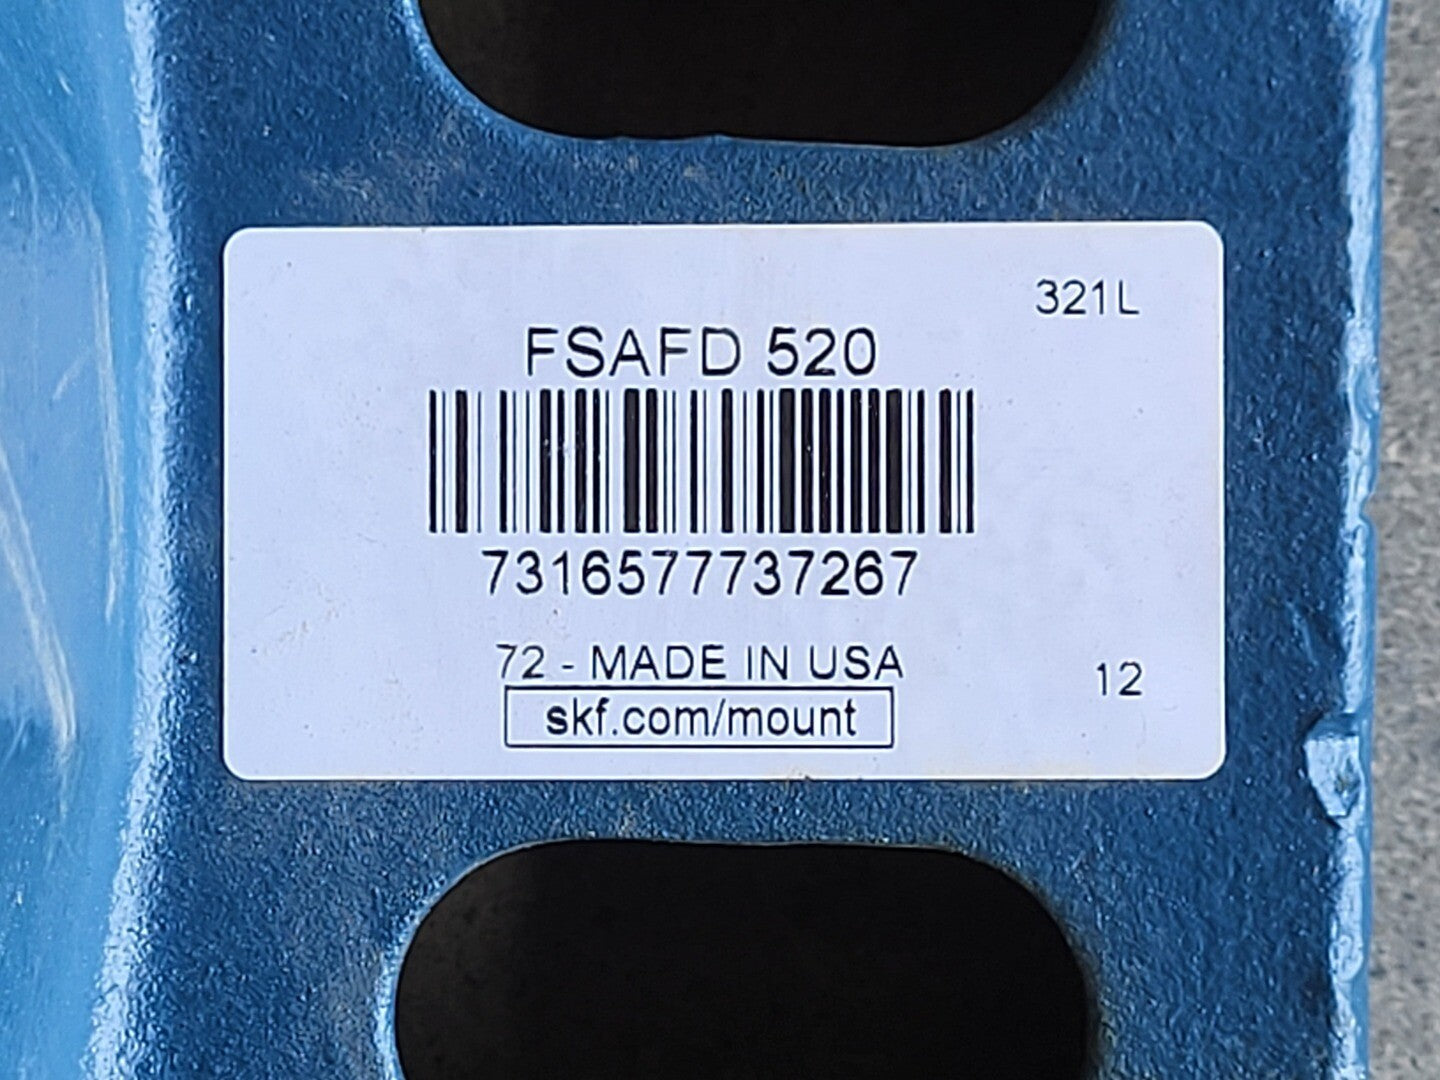 321L
FSAFD 520
7316577737267
72 - MADE IN USA
12
skf.com/mount